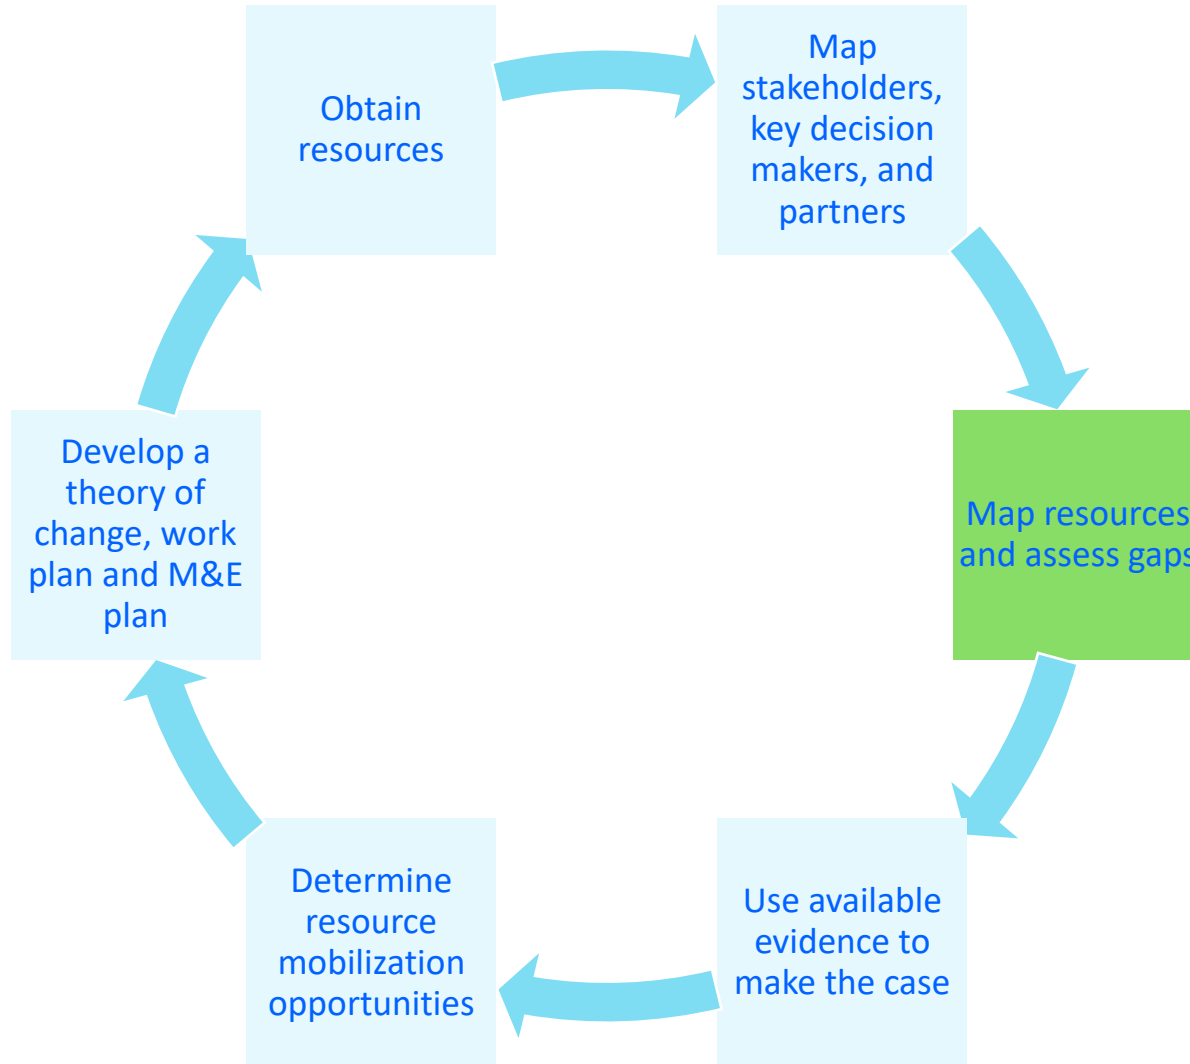 Obtain
resources
Map
stakeholders,
key decision
makers, and
partners
Map resources
and assess gaps
Use available
evidence to
make the case
Determine
resource
mobilization
opportunities
Develop a
theory of
change, work
plan and M&E
plan